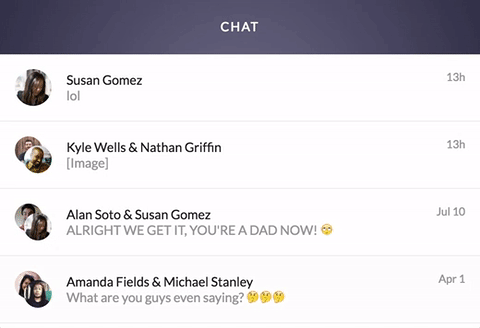 CHAT
Susan Gomez 13h
lol
Kyle Wells & Nathan Griffin 13h
[Image]
Alan Soto & Susan Gomez Jul 10
ALRIGHT WE GET IT, YOU'RE A DAD NOW! 🙄
Amanda Fields & Michael Stanley Apr 1
What are you guys even saying? 🤔🤔🤔